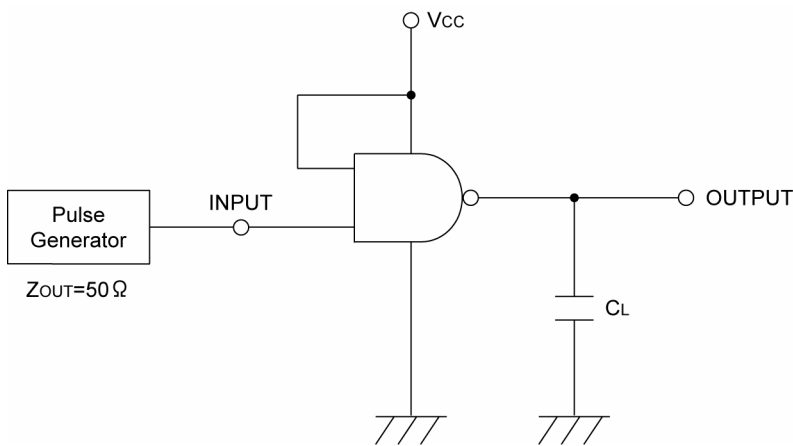 VCC
INPUT
Pulse
Generator
OUTPUT
ZOUT=50Ω
CL